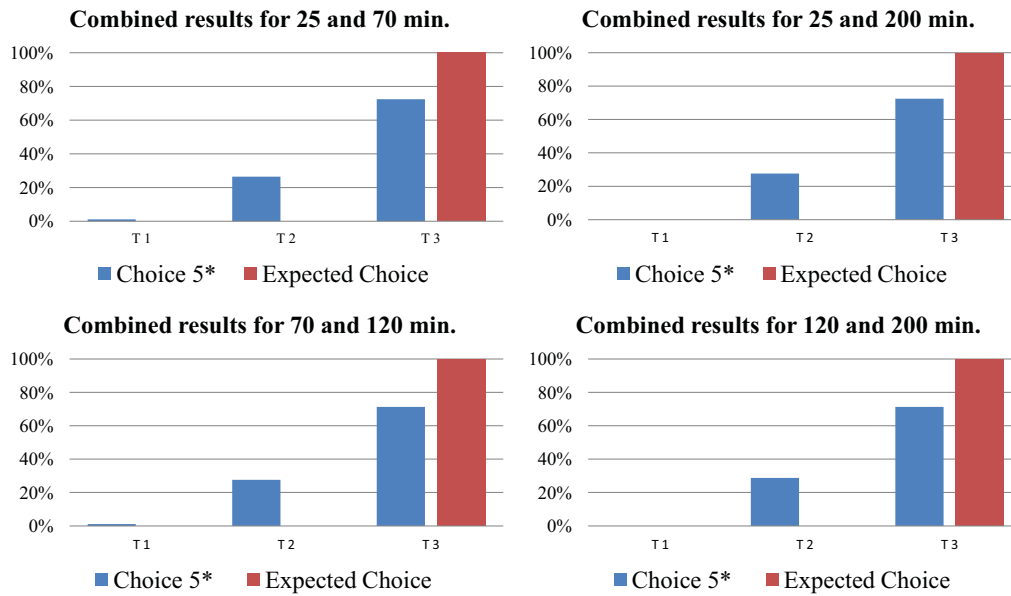 Combined results for 25 and 70 min.
100%
80%
60%
40%
20%
0%
T 1 T 2 T 3
Choice 5* Expected Choice
Combined results for 25 and 200 min.
100%
80%
60%
40%
20%
0%
T 1 T 2 T 3
Choice 5* Expected Choice
Combined results for 70 and 120 min.
100%
80%
60%
40%
20%
0%
T 1 T 2 T 3
Choice 5* Expected Choice
Combined results for 120 and 200 min.
100%
80%
60%
40%
20%
0%
T 1 T 2 T 3
Choice 5* Expected Choice